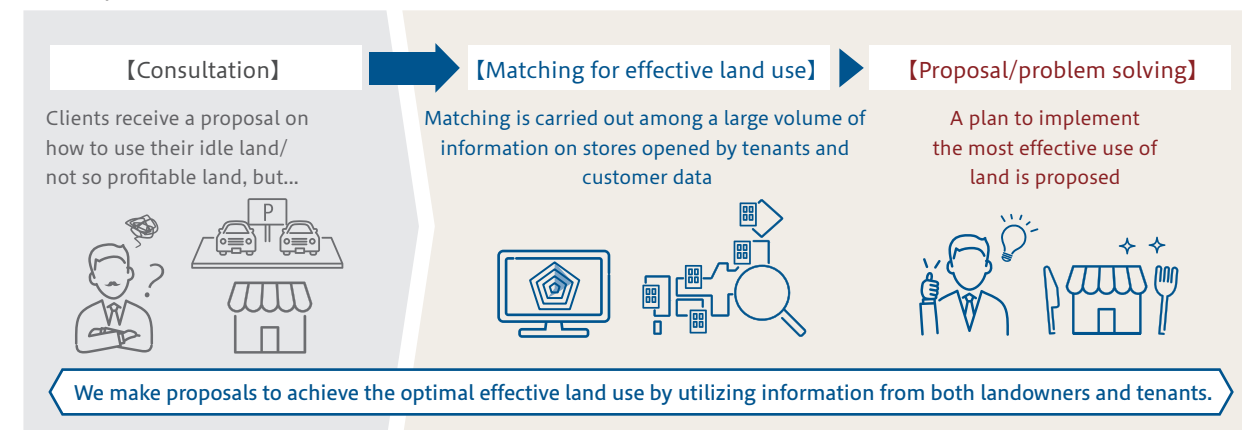 【Consultation】
Clients receive a proposal on
how to use their idle land/
not so profitable land, but...
P
?
【Matching for effective land use】
Matching is carried out among a large volume of
information on stores opened by tenants and
customer data
【Proposal/problem solving】
A plan to implement
the most effective use of
land is proposed
We make proposals to achieve the optimal effective land use by utilizing information from both landowners and tenants.